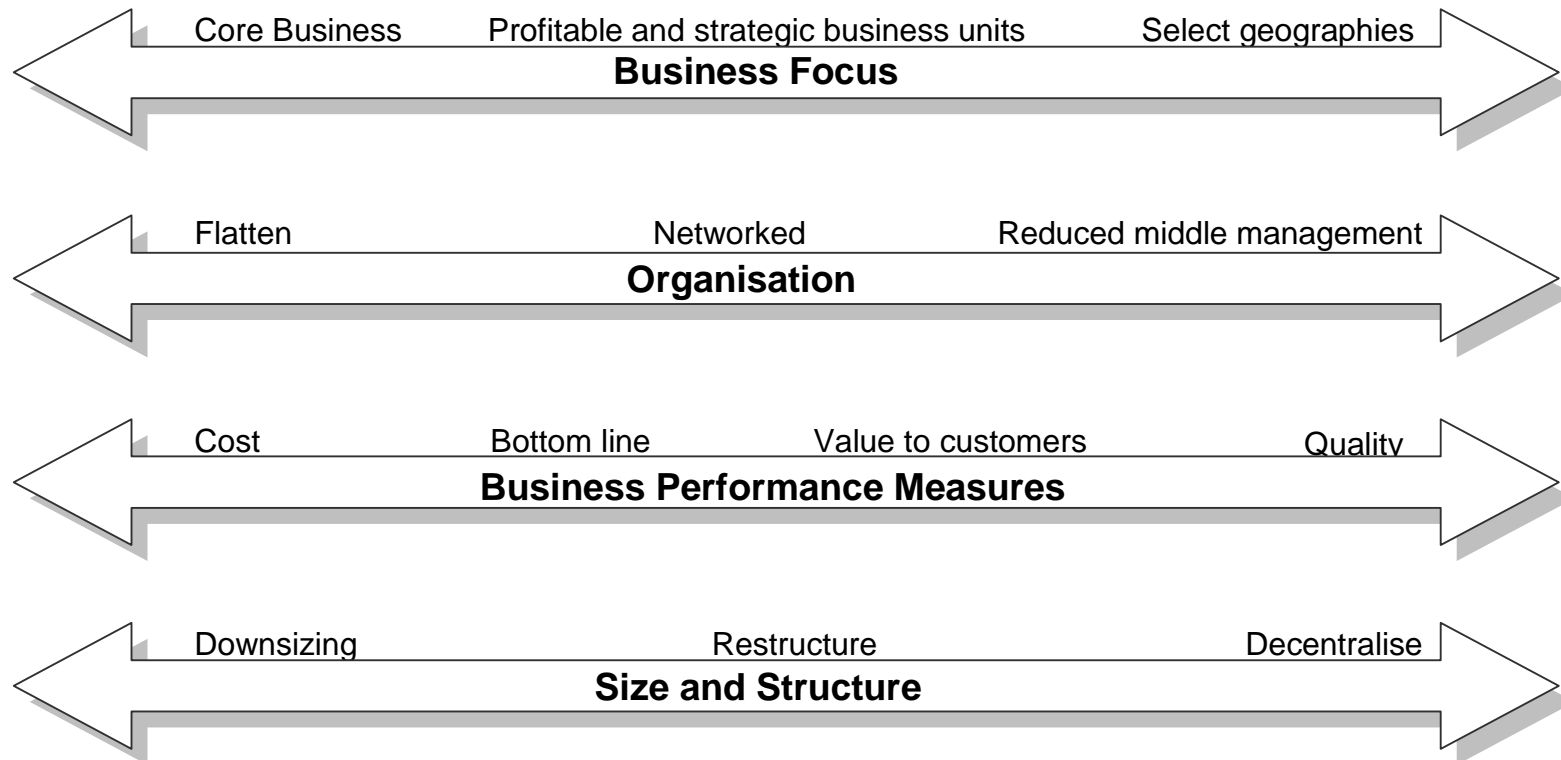 Core Business Profitable and strategic business units Select geographies
Business Focus
Flatten Networked Reduced middle management
Organisation
Cost Bottom line Value to customers Quality
Business Performance Measures
Downsizing Restructure Decentralise
Size and Structure